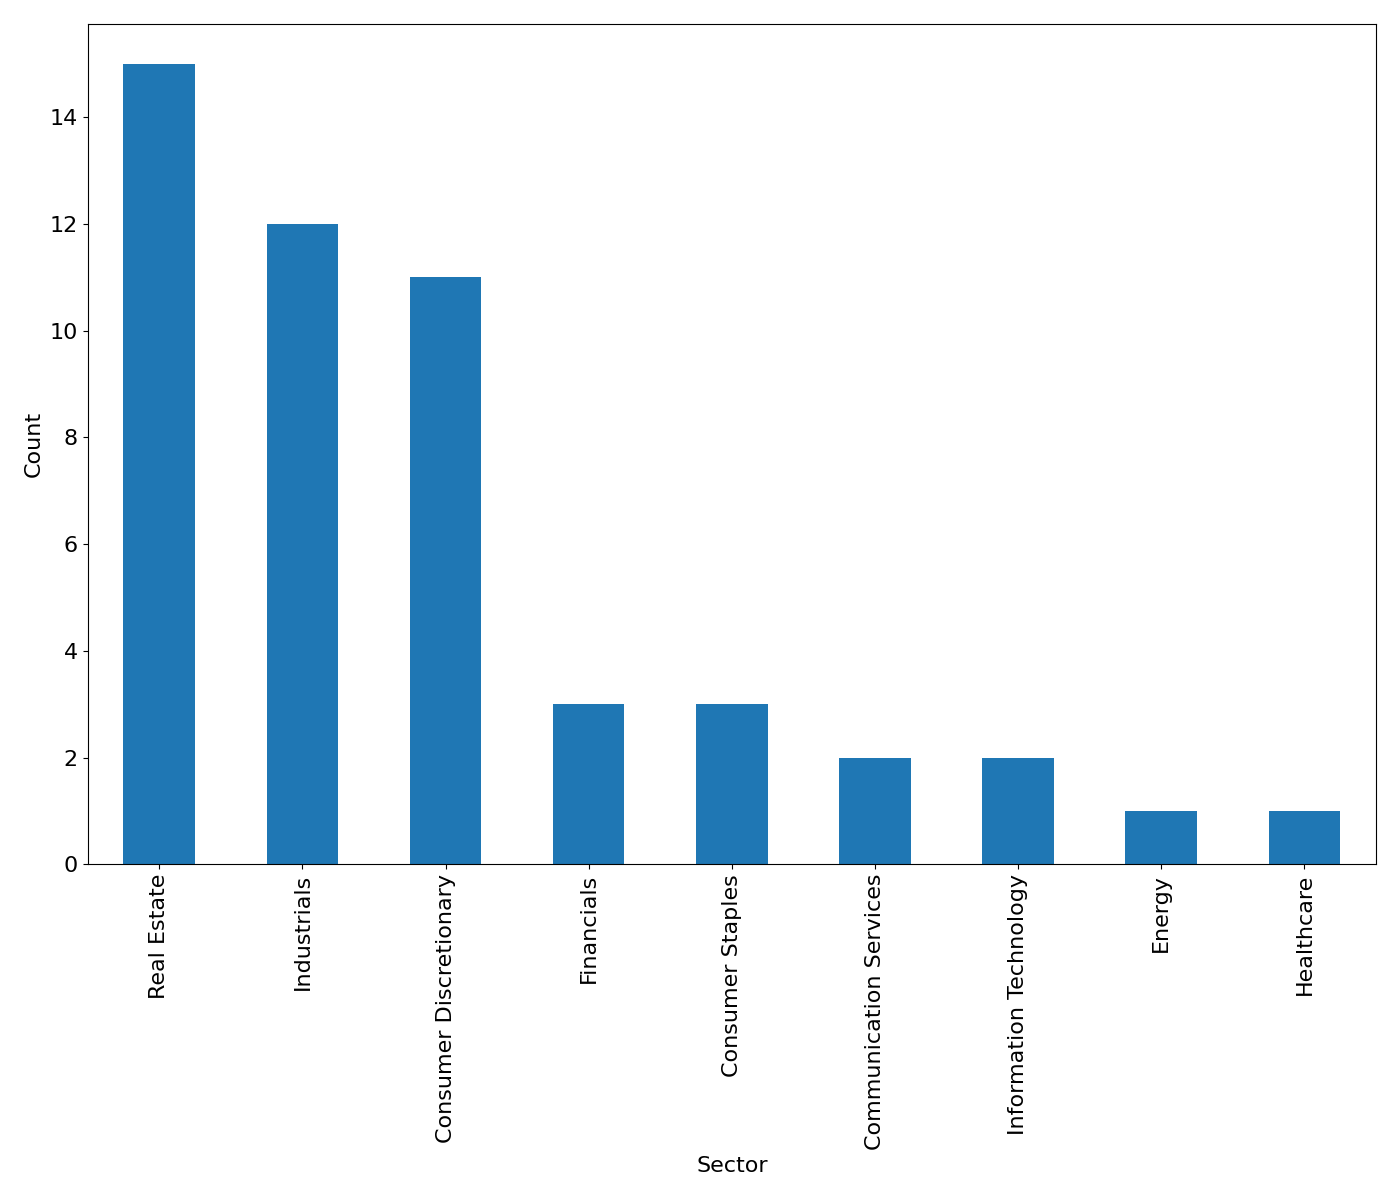 14
12
10
8
6
4
2
0
Count
Real Estate
Industrials
Consumer Discretionary
Financials
Consumer Staples
Communication Services
Information Technology
Energy
Healthcare
Sector